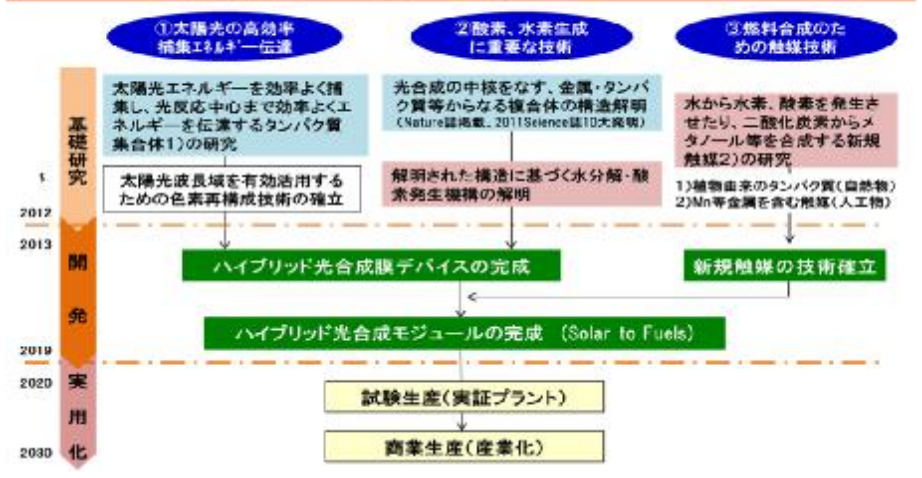 ①太陽光の高効率
捕集エネルギー伝達
②酸素、水素生成
に重要な技術
③燃料合成のた
めの触媒技術
基礎研究
太陽光エネルギーを効率よく捕
集し、光反応中心まで効率よくエ
ネルギーを伝達するタンパク質
集合体1）の研究
光合成の中核をなす、金属・タンパ
ク質等からなる複合体の構造解明
（Nature誌掲載、2011Science誌10大発明）
水から水素、酸素を発生さ
せたり、二酸化炭素からメ
タノール等を合成する新規
触媒2）の研究
太陽光波長域を有効活用する
ための色素再構成技術の確立
解明された構造に基づく水分解・酸
素発生機構の解明
1）植物由来のタンパク質（自然物）
2）Mn等金属を含む触媒（人工物）
2012
2013
開発
ハイブリッド光合成膜デバイスの完成
新規触媒の技術確立
ハイブリッド光合成モジュールの完成 （Solar to Fuels）
2019
2020
実用化
試験生産（実証プラント）
商業生産（産業化）
2030